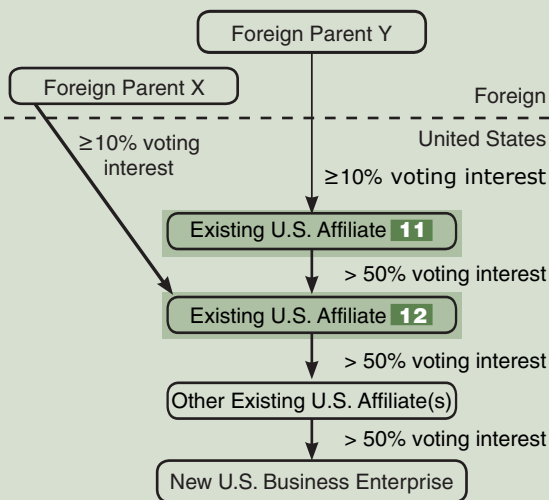 Foreign Parent Y
Foreign Parent X
Foreign
United States
≥10% voting
interest
≥10% voting interest
Existing U.S. Affiliate 11
> 50% voting interest
Existing U.S. Affiliate 12
> 50% voting interest
Other Existing U.S. Affiliate(s)
> 50% voting interest
New U.S. Business Enterprise